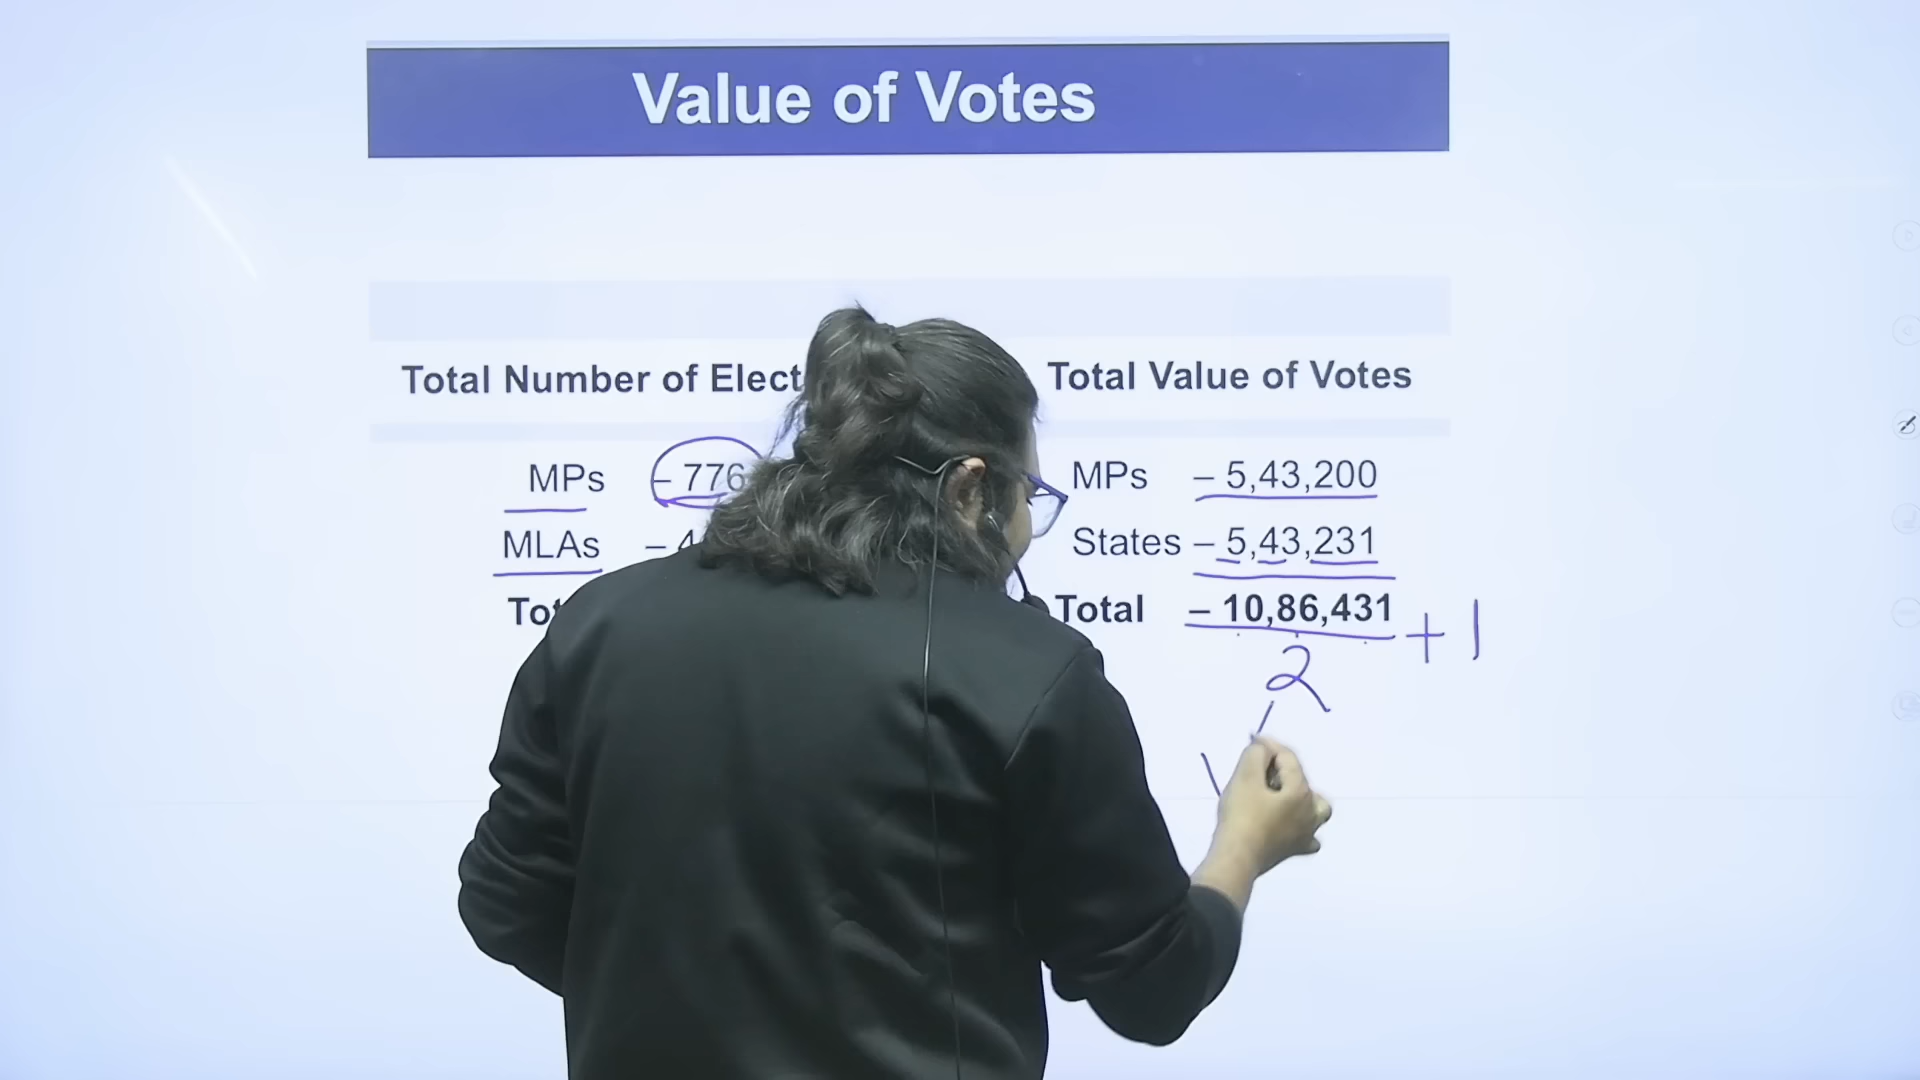 Value of Votes
Total Number of Elect
Total Value of Votes
MPs – 776
MPs – 5,43,200
MLAs – 4
States – 5,43,231
Tot
Total – 10,86,431 + 1
2